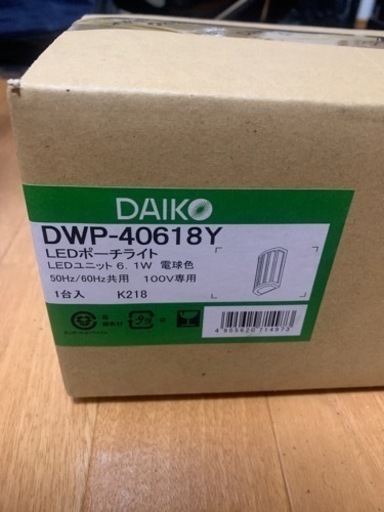 DAIKO
DWP-40618Y
LEDポーチライト
LEDユニット6.1W 電球色
50Hz/60Hz共用 100V専用
1台入 K218